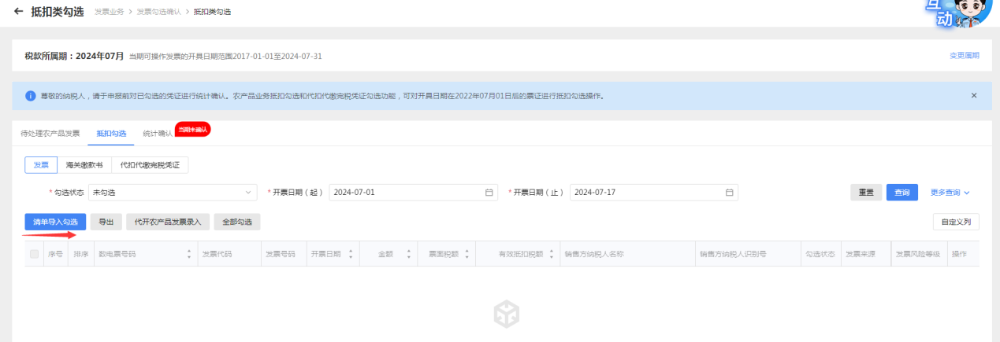 ← 抵扣类勾选 发票业务 > 发票勾选确认 > 抵扣类勾选
互动
税款所属期：2024年07月 当期可操作发票的开具日期范围2017-01-01至2024-07-31 变更属期
尊敬的纳税人，请于申报前对已勾选的凭证进行统计确认。农产品业务抵扣勾选和代扣代缴完税凭证勾选功能，可对开具日期在2022年07月01日后的票证进行抵扣勾选操作。
待处理农产品发票 抵扣勾选 统计确认 当期未确认
发票 海关缴款书 代扣代缴完税凭证
* 勾选状态 未勾选 * 开票日期（起） 2024-07-01 * 开票日期（止） 2024-07-17 重置 查询 更多查询
清单导入勾选 导出 代开农产品发票录入 全部勾选 自定义列
序号 排序 数电票号码 发票代码 发票号码 开票日期 金额 票面税额 有效抵扣税额 销售方纳税人名称 销售方纳税人识别号 勾选状态 发票来源 发票风险等级 操作